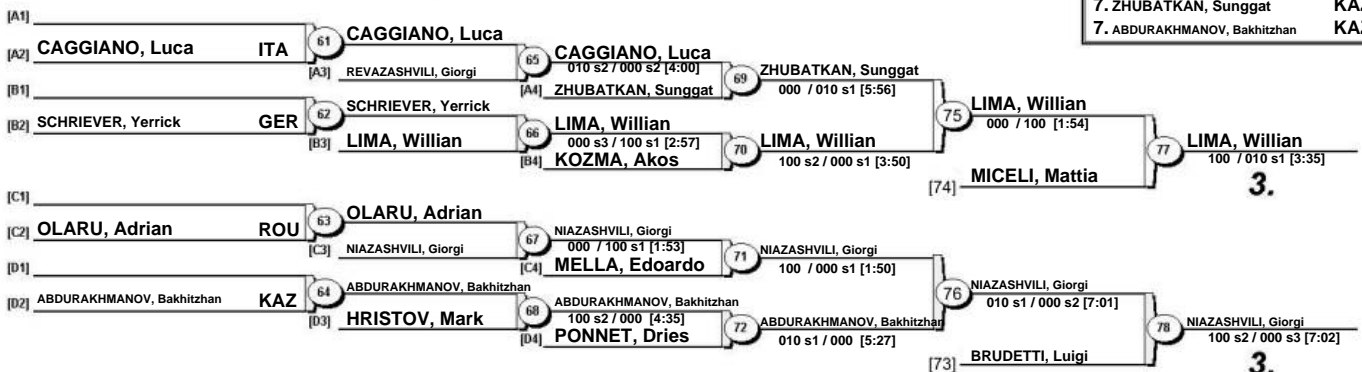 7. ZHUBATKAN, Sunggat
7. ABDURAKHMANOV, Bakhitzhan KAZ
[A1]
[A2] CAGGIANO, Luca ITA
61 CAGGIANO, Luca
[A3] REVAZASHVILI, Giorgi
65 CAGGIANO, Luca
010 s2 / 000 s2 [4:00]
[A4] ZHUBATKAN, Sunggat
69 ZHUBATKAN, Sunggat
000 / 010 s1 [5:56]
[B1]
[B2] SCHRIEVER, Yerrick GER
62 SCHRIEVER, Yerrick
[B3] LIMA, Willian
66 LIMA, Willian
000 s3 / 100 s1 [2:57]
[B4] KOZMA, Akos
70 LIMA, Willian
100 s2 / 000 s1 [3:50]
75 LIMA, Willian
000 / 100 [1:54]
[74] MICELI, Mattia
77 LIMA, Willian
100 / 010 s1 [3:35]
3.
[C1]
[C2] OLARU, Adrian ROU
63 OLARU, Adrian
[C3] NIAZASHVILI, Giorgi
67 NIAZASHVILI, Giorgi
000 / 100 s1 [1:53]
[C4] MELLA, Edoardo
71 NIAZASHVILI, Giorgi
100 / 000 s1 [1:50]
[D1]
[D2] ABDURAKHMANOV, Bakhitzhan KAZ
64 ABDURAKHMANOV, Bakhitzhan
[D3] HRISTOV, Mark
68 ABDURAKHMANOV, Bakhitzhan
100 s2 / 000 [4:35]
[D4] PONNET, Dries
72 ABDURAKHMANOV, Bakhitzhan
010 s1 / 000 [5:27]
76 NIAZASHVILI, Giorgi
010 s1 / 000 s2 [7:01]
[73] BRUDETTI, Luigi
78 NIAZASHVILI, Giorgi
100 s2 / 000 s3 [7:02]
3.